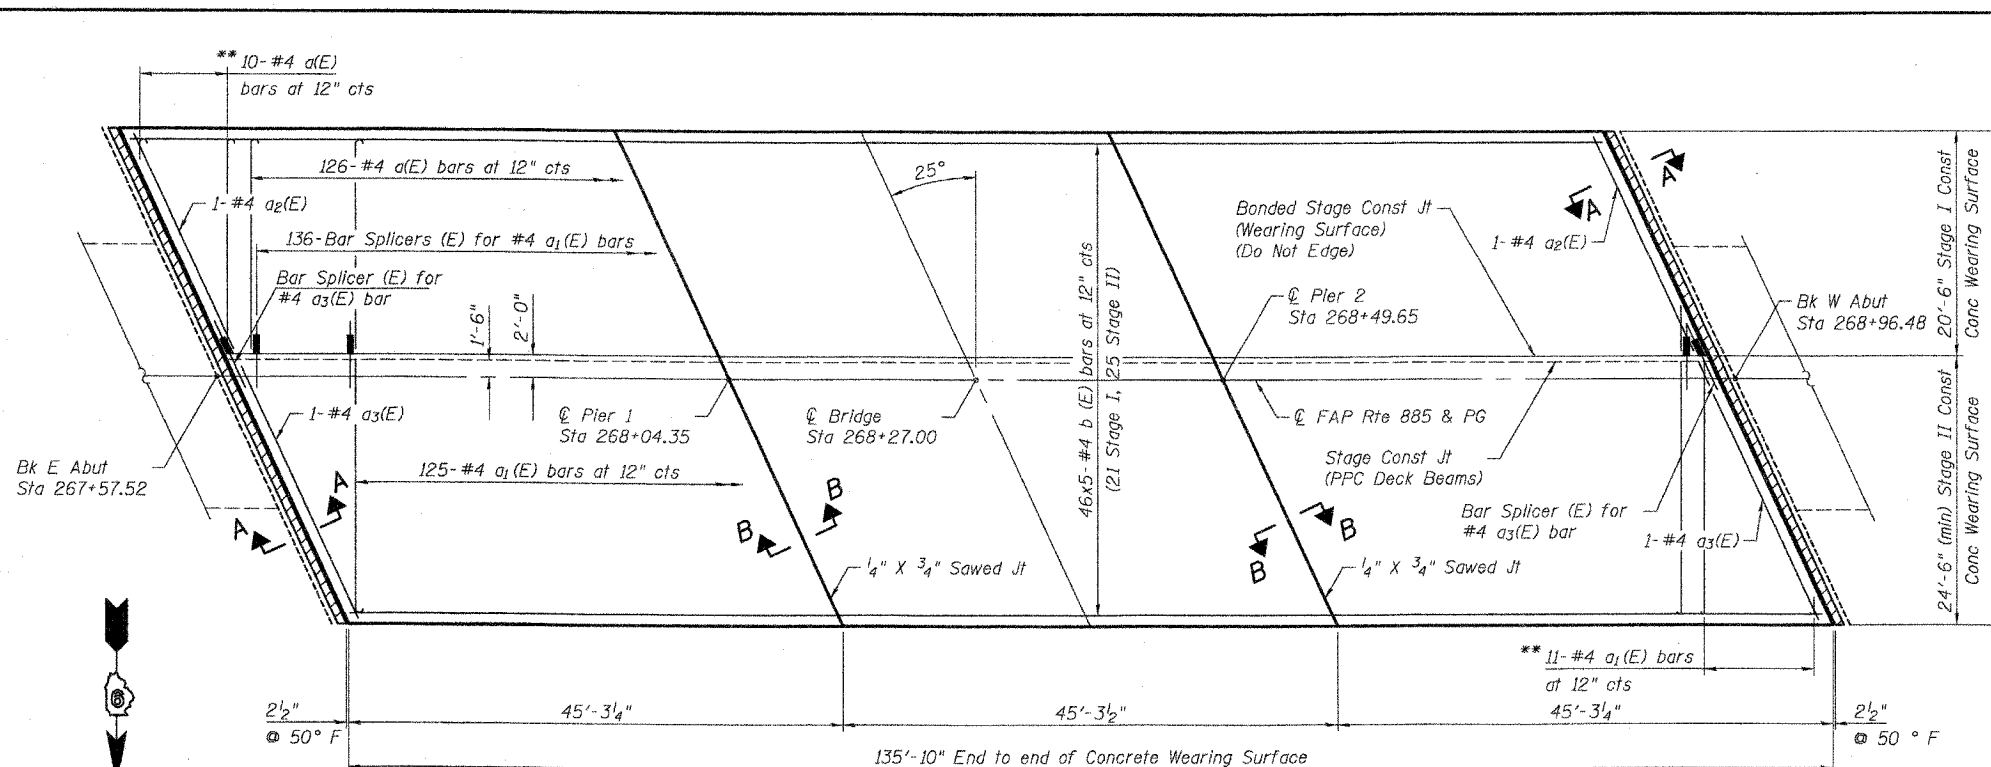 ** 10-#4 a(E)
bars at 12" cts
126-#4 a(E) bars at 12" cts
1-#4 a2(E)
136-Bar Splicers (E) for #4 a1(E) bars
Bar Splicer (E) for
#4 a3(E) bar
1'-6"
2'-0"
25°
Bonded Stage Const Jt
(Wearing Surface)
(Do Not Edge)
1-#4 a2(E)
A
A
20'-6" Stage I Const
Conc Wearing Surface
℄ Pier 2
Sta 268+49.65
Bk W Abut
Sta 268+96.48
46x5-#4 b (E) bars at 12" cts
(21 Stage I, 25 Stage II)
1-#4 a3(E)
℄ Pier 1
Sta 268+04.35
℄ Bridge
Sta 268+27.00
℄ FAP Rte 885 & PG
Bk E Abut
Sta 267+57.52
125-#4 a1(E) bars at 12" cts
Stage Const Jt
(PPC Deck Beams)
24'-6" (min) Stage II Const
Conc Wearing Surface
A
A
B
B
B
B
Bar Splicer (E) for
#4 a3(E) bar
1-#4 a3(E)
1/4" X 3/4" Sawed Jt
1/4" X 3/4" Sawed Jt
** 11-#4 a1(E) bars
at 12" cts
6
2 1/2"
@ 50° F
45'-3 1/4"
45'-3 1/2"
45'-3 1/4"
2 1/2"
@ 50 ° F
135'-10" End to end of Concrete Wearing Surface